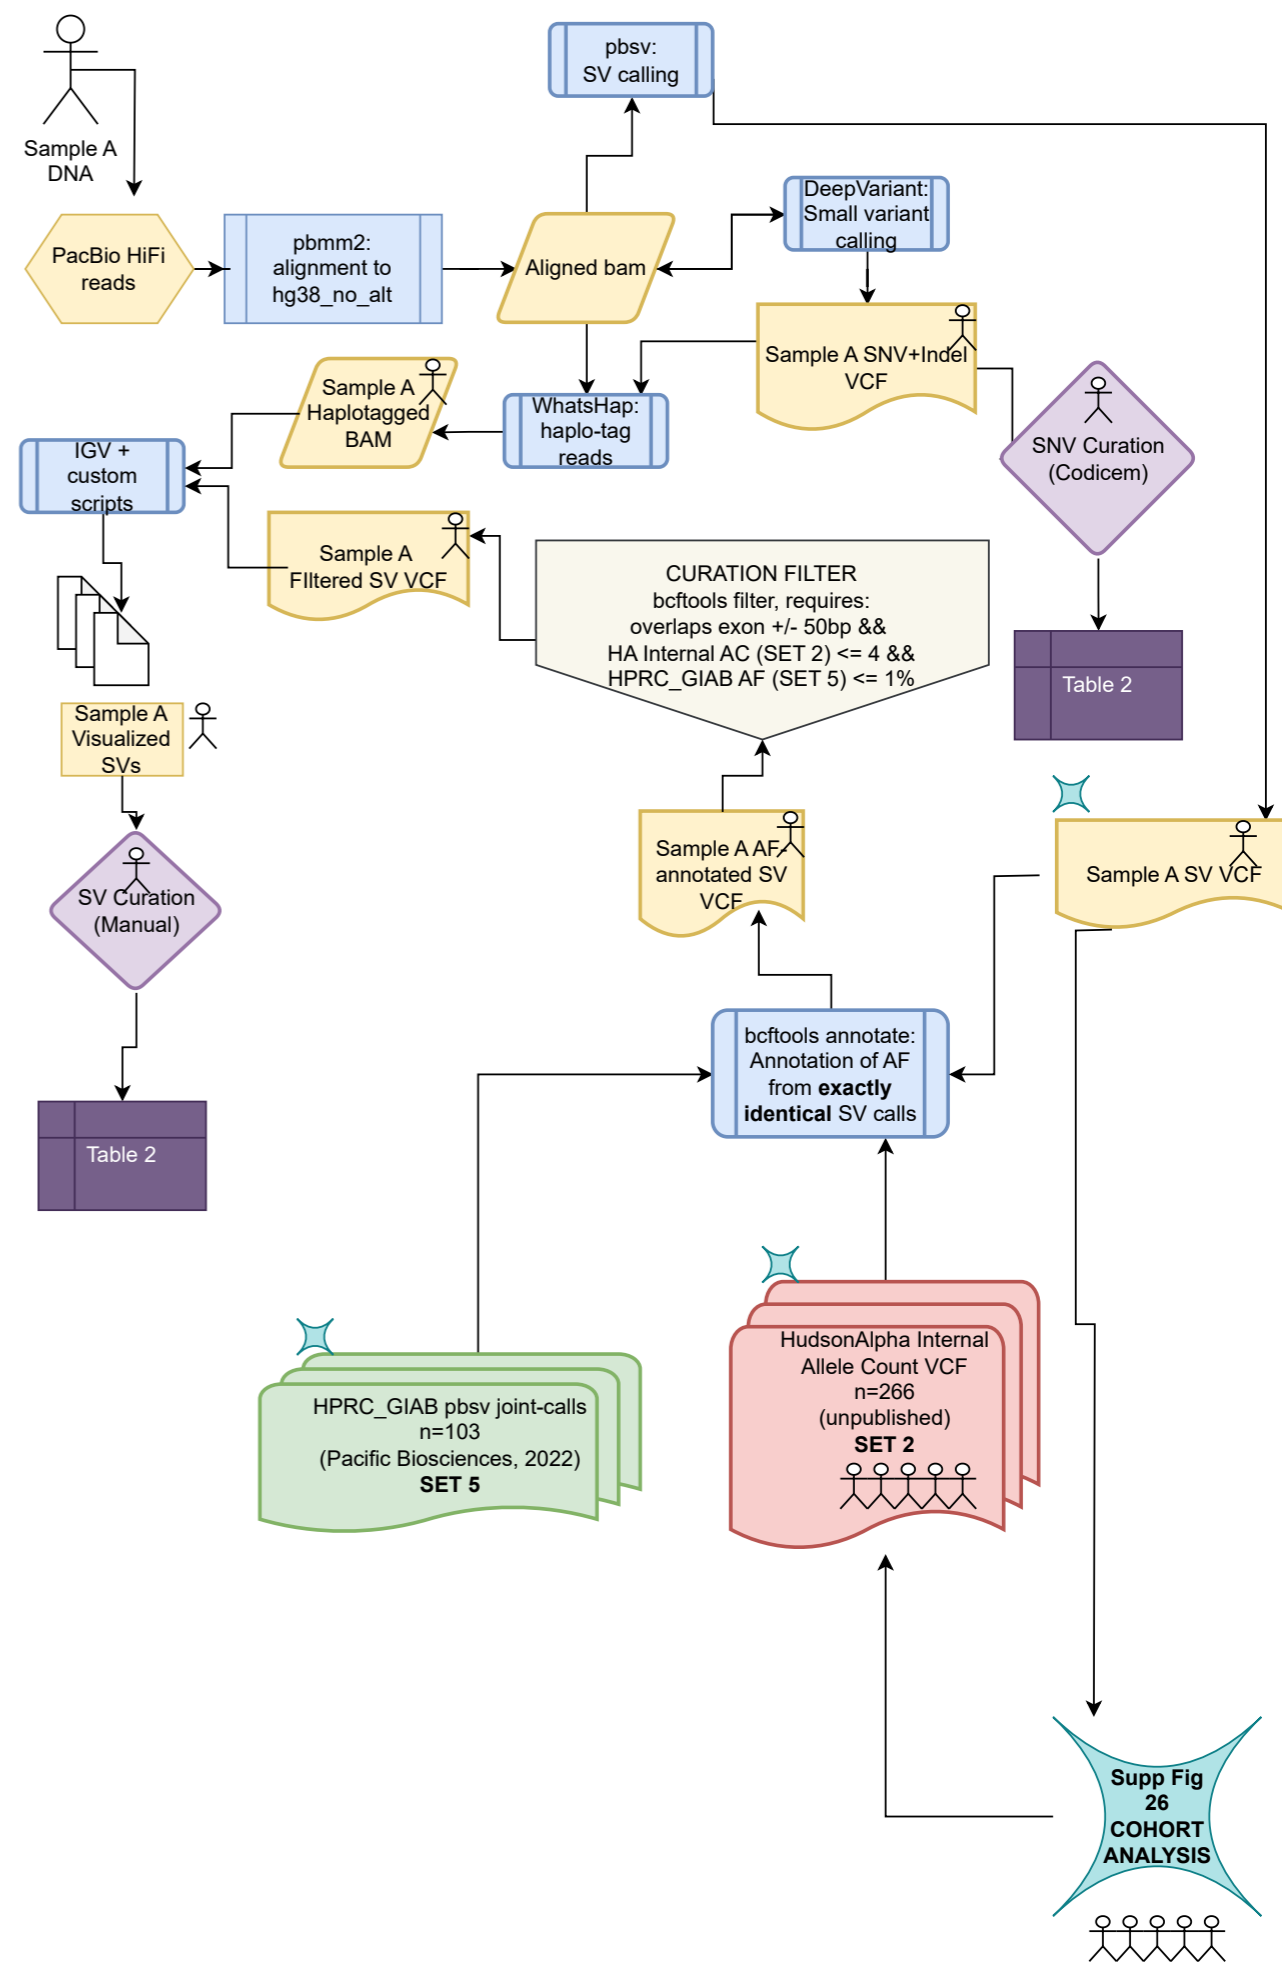 pbsv:
SV calling
Sample A
DNA
DeepVariant:
Small variant
calling
PacBio HiFi
reads
pbmm2:
alignment to
hg38_no_alt
Aligned bam
Sample A SNV+Indel
VCF
Sample A
Haplotagged
BAM
WhatsHap:
haplo-tag
reads
SNV Curation
(Codicem)
IGV +
custom
scripts
Sample A
FIltered SV VCF
CURATION FILTER
bcftools filter, requires:
overlaps exon +/- 50bp &&
HA Internal AC (SET 2) <= 4 &&
HPRC_GIAB AF (SET 5) <= 1%
Table 2
Sample A
Visualized
SVs
Sample A AF-
annotated SV
VCF
Sample A SV VCF
SV Curation
(Manual)
bcftools annotate:
Annotation of AF
from exactly
identical SV calls
Table 2
HudsonAlpha Internal
Allele Count VCF
n=266
(unpublished)
SET 2
HPRC_GIAB pbsv joint-calls
n=103
(Pacific Biosciences, 2022)
SET 5
Supp Fig
26
COHORT
ANALYSIS